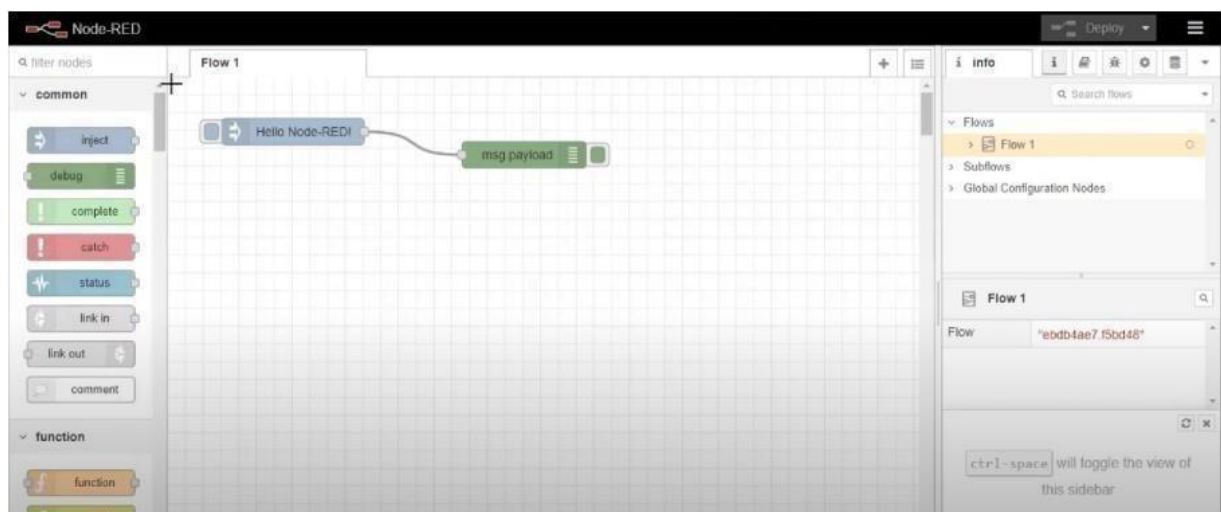 Node-RED
Deploy
filter nodes
common
inject
debug
complete
catch
status
link in
link out
comment
function
function
Flow 1
Hello Node-RED!
msg.payload
i info
Search flows
Flows
Flow 1
Subflows
Global Configuration Nodes
Flow 1
Flow "ebdb4ae7.f5bd48"
ctrl-space will toggle the view of
this sidebar